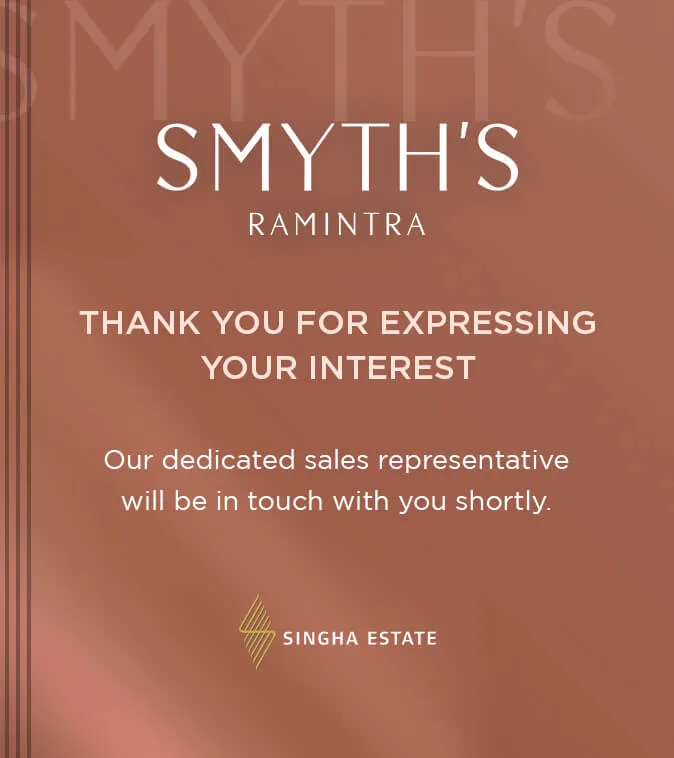 SMYTH'S
SMYTH'S
RAMINTRA
THANK YOU FOR EXPRESSING
YOUR INTEREST
Our dedicated sales representative
will be in touch with you shortly.
SINGHA ESTATE